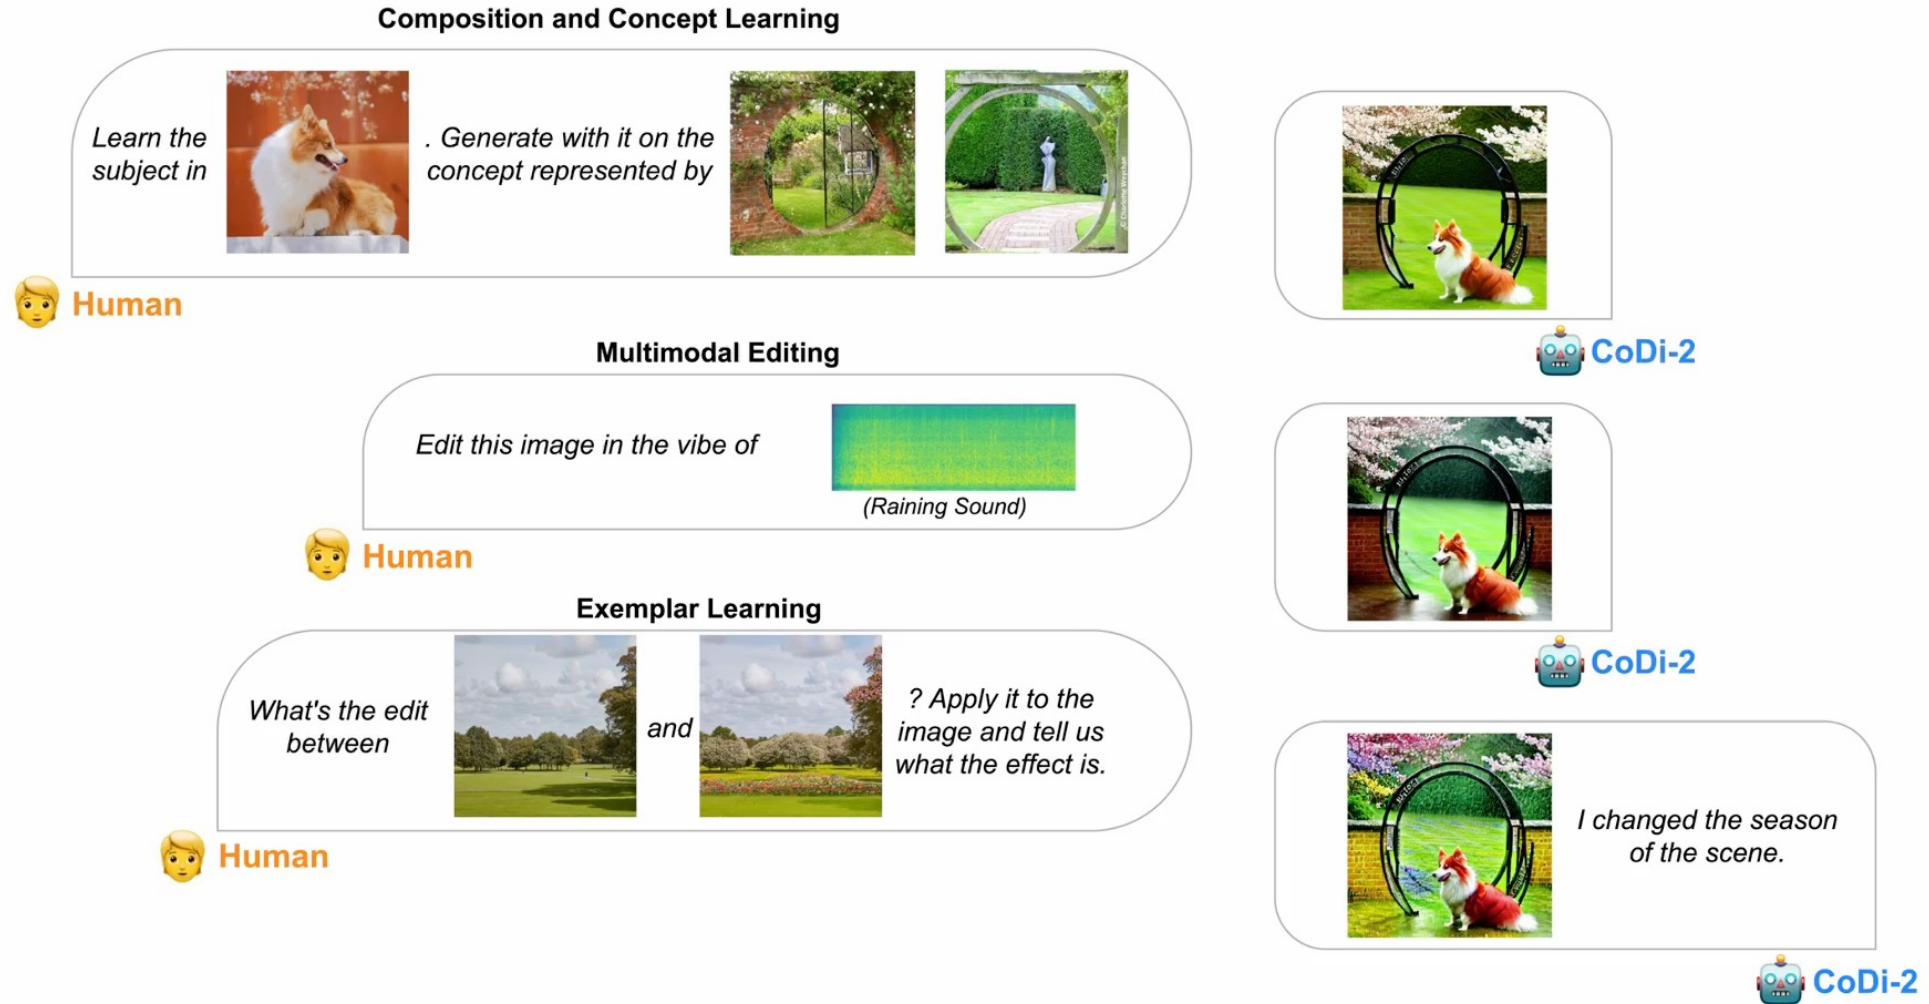 Composition and Concept Learning
Learn the
subject in
. Generate with it on the
concept represented by
Human
CoDi-2
Multimodal Editing
Edit this image in the vibe of
(Raining Sound)
Human
CoDi-2
Exemplar Learning
What's the edit
between
and
? Apply it to the
image and tell us
what the effect is.
Human
I changed the season
of the scene.
CoDi-2